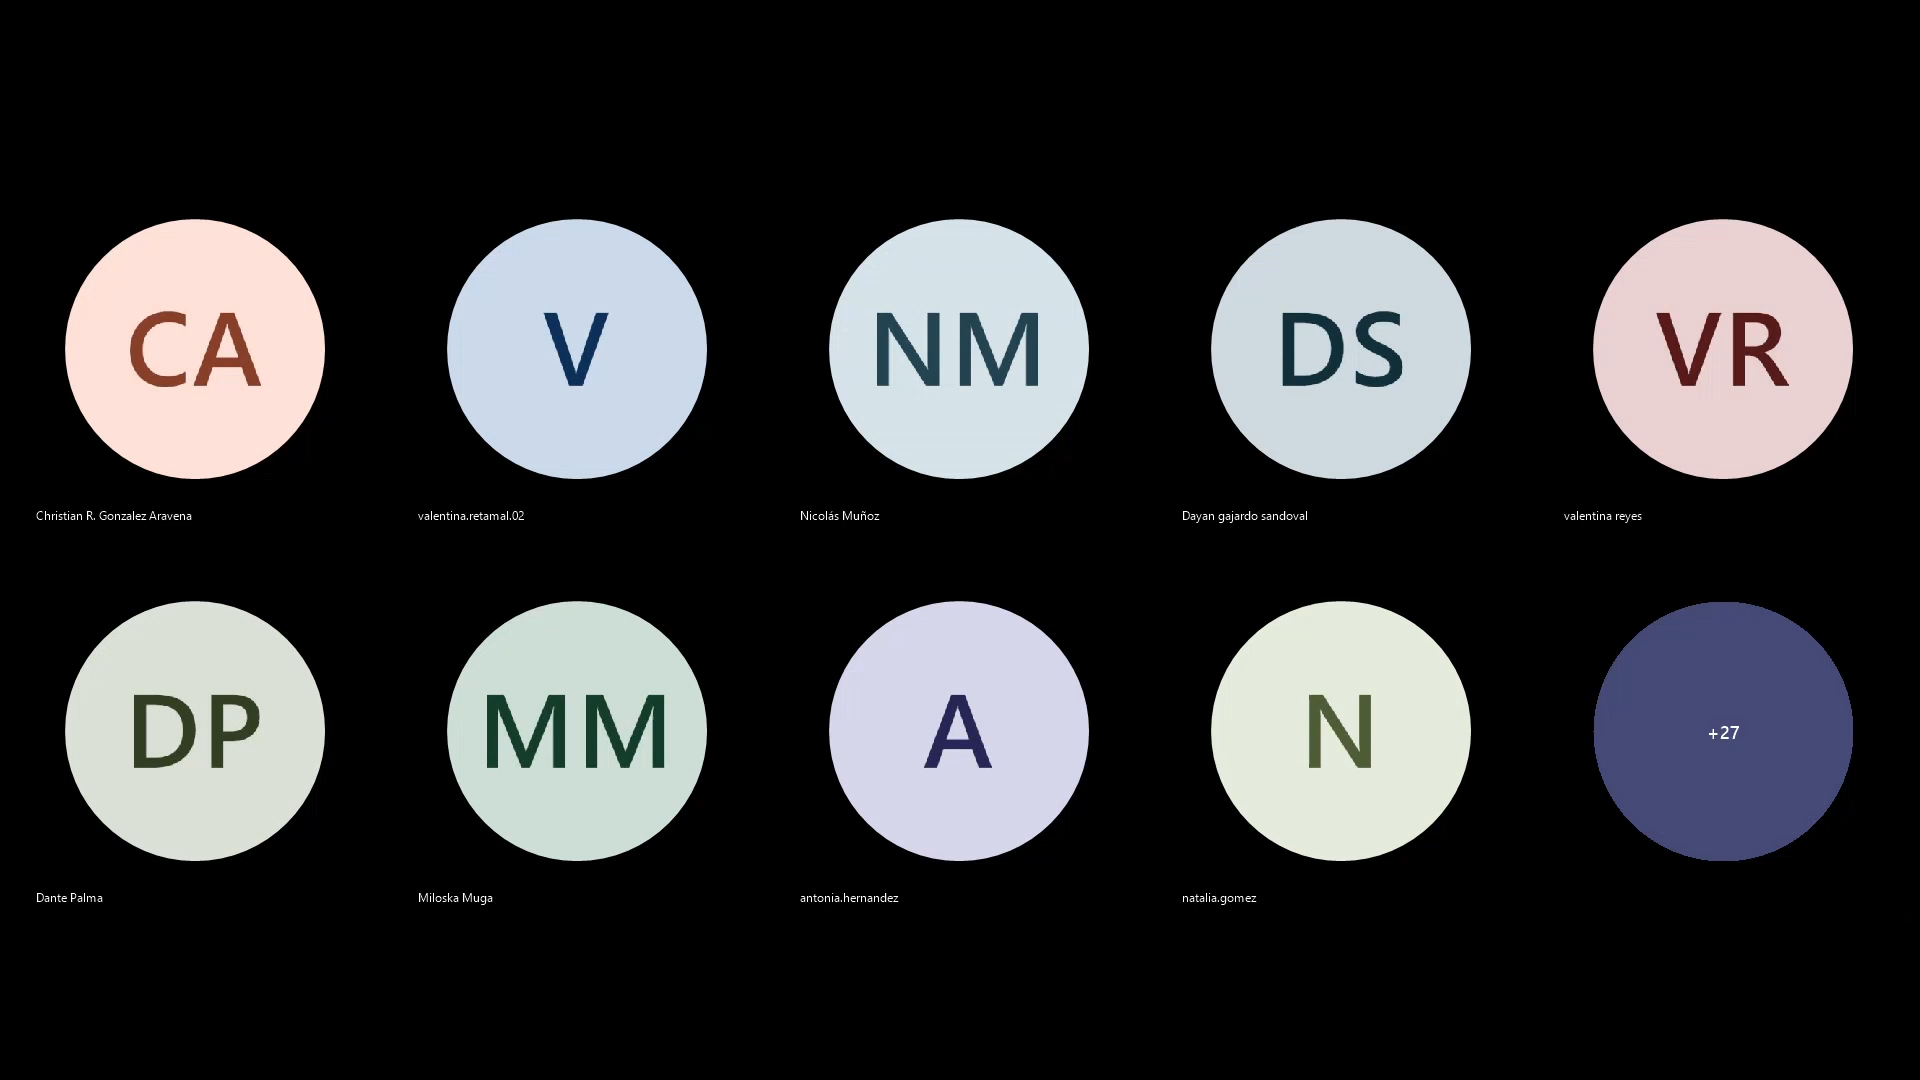 CA
V
NM
DS
VR
Christian R. Gonzalez Aravena
valentina.retamal.02
Nicolás Muñoz
Dayan gajardo sandoval
valentina reyes
DP
MM
A
N
+27
Dante Palma
Miloska Muga
antonia.hernandez
natalia.gomez